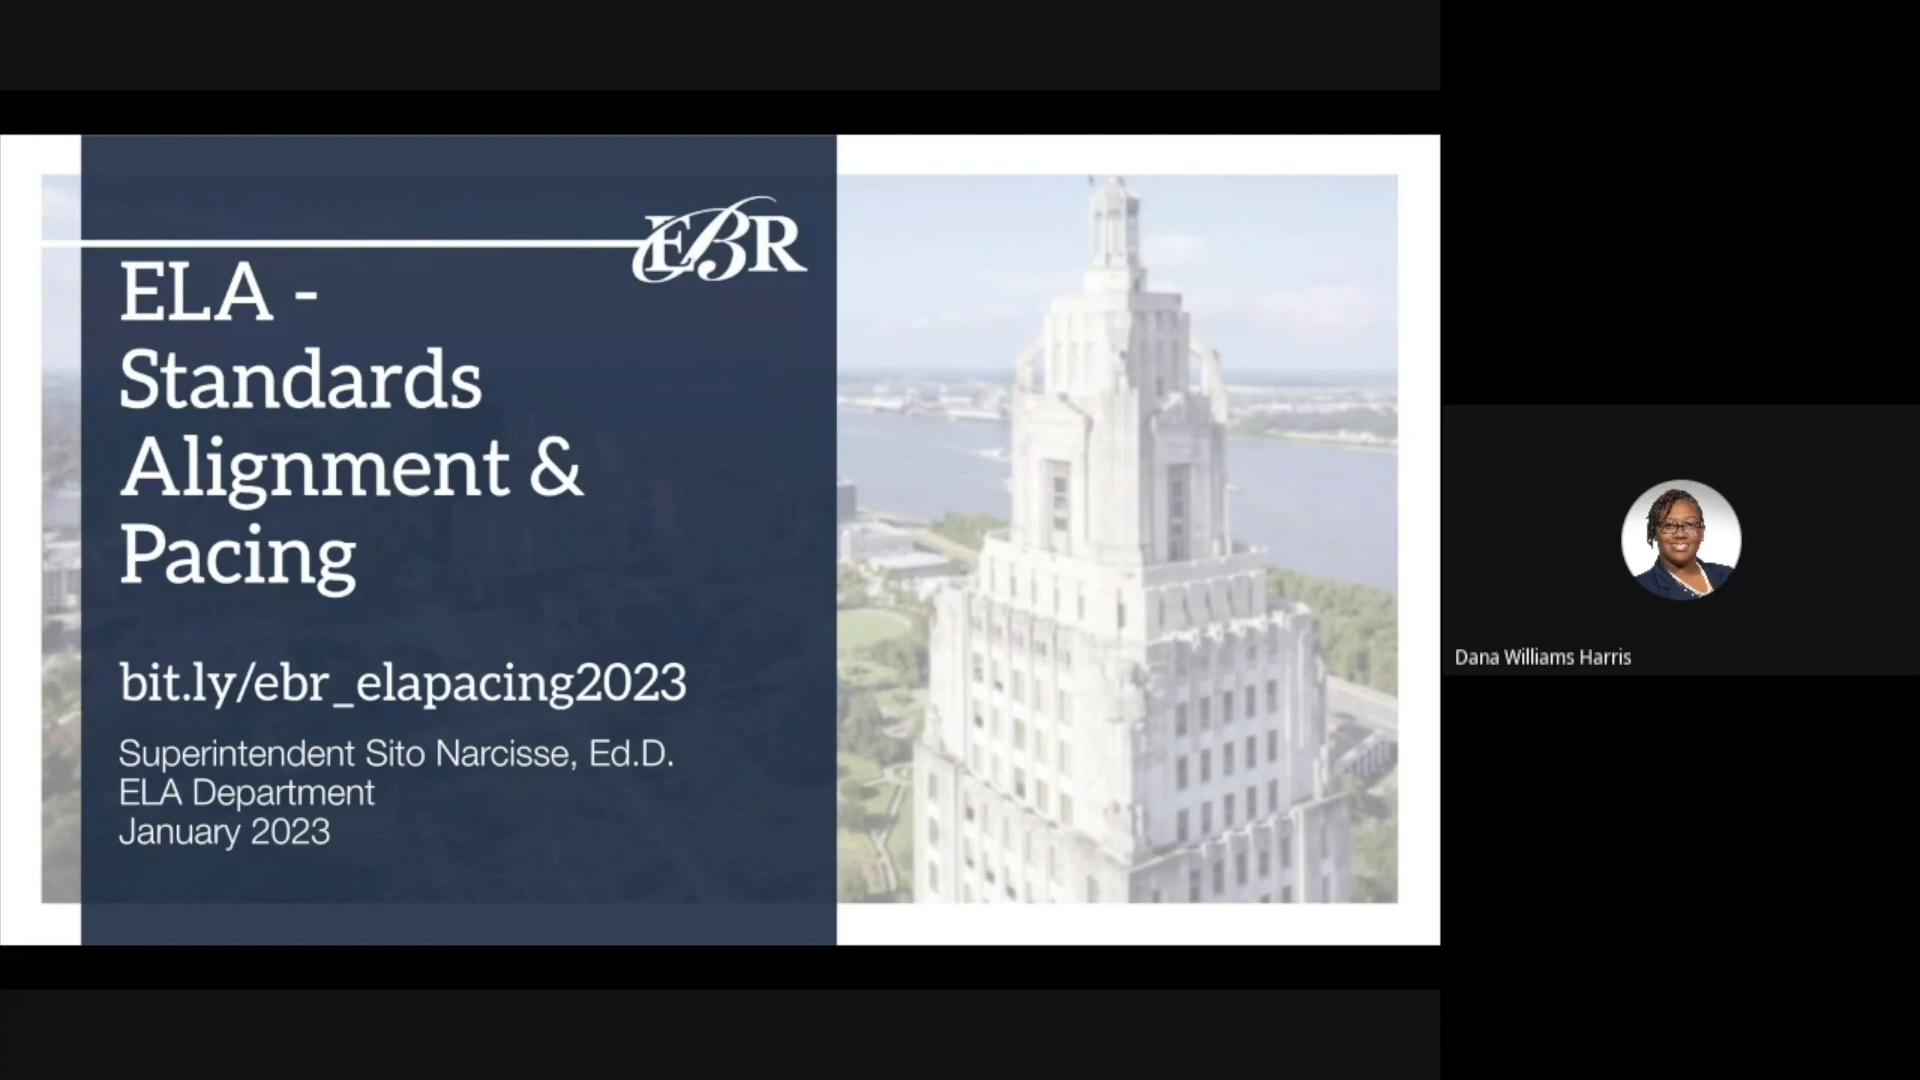 EBR
ELA -
Standards
Alignment &
Pacing
bit.ly/ebr_elapacing2023
Superintendent Sito Narcisse, Ed.D.
ELA Department
January 2023
Dana Williams Harris